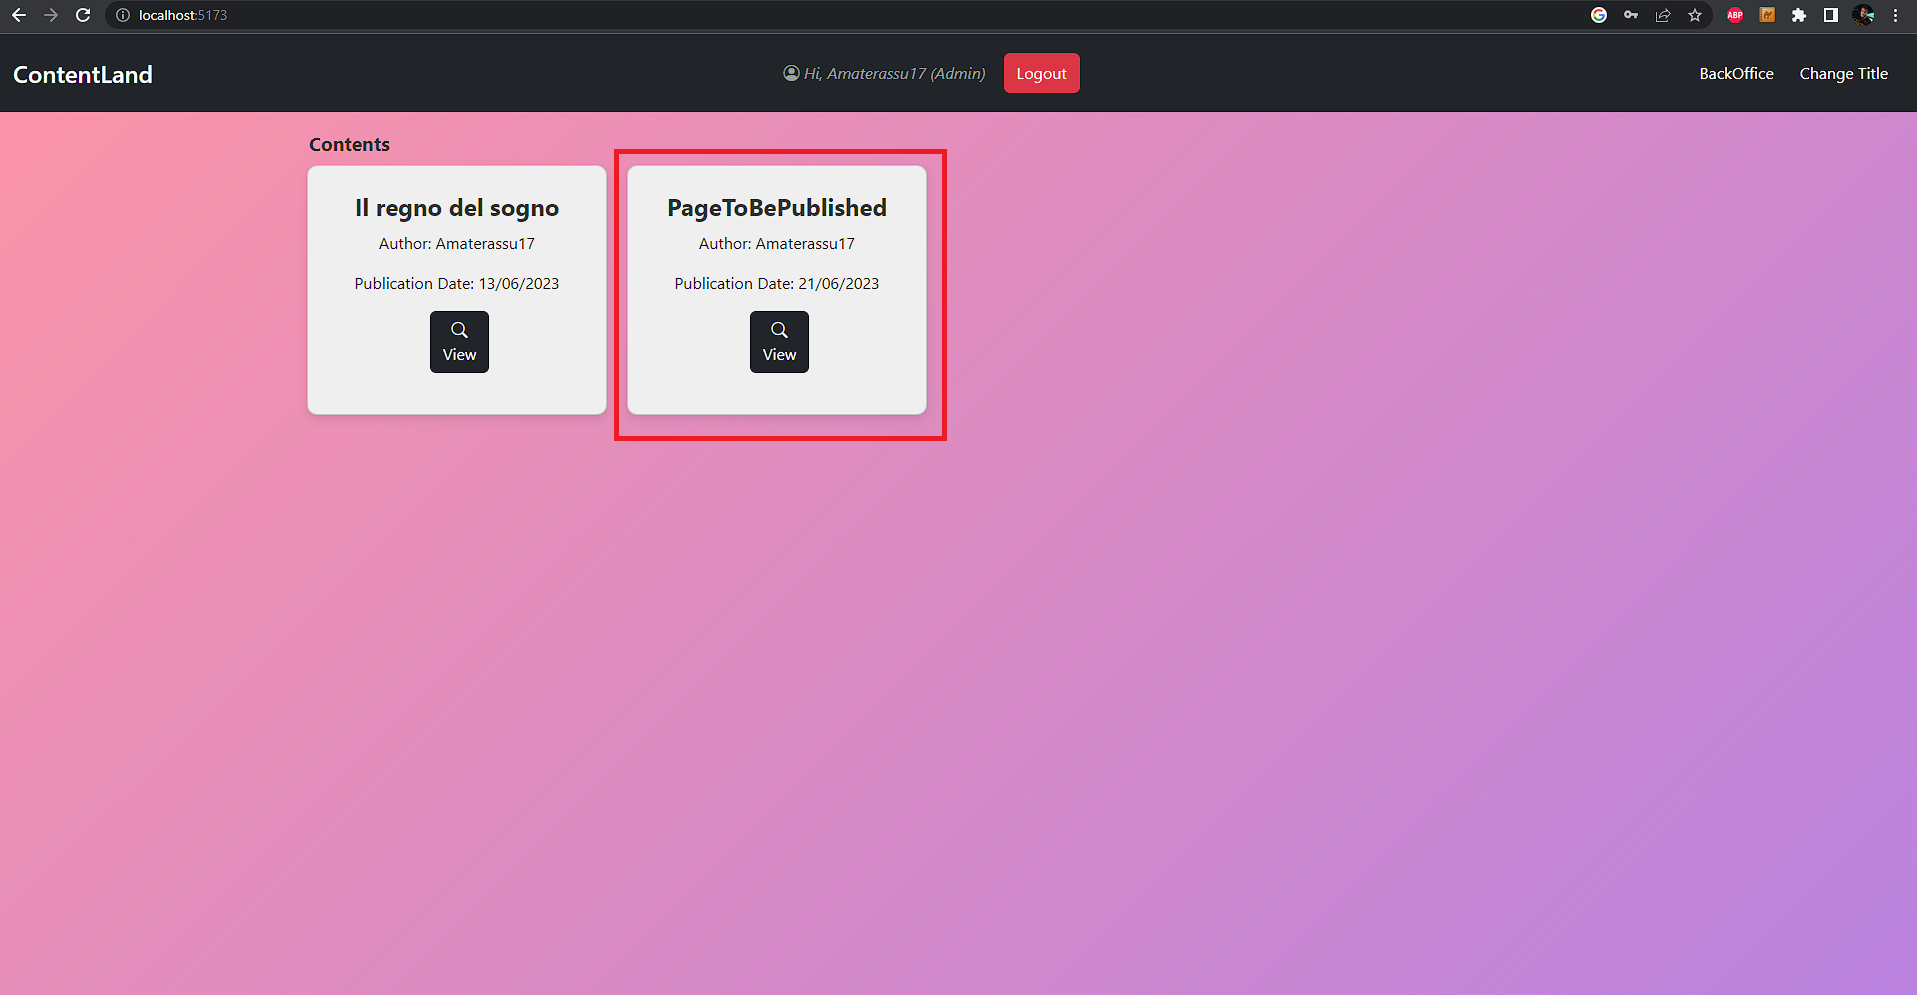 localhost:5173
ABP
ContentLand
Hi, Amaterassu17 (Admin)
Logout
BackOffice
Change Title
Contents
Il regno del sogno
Author: Amaterassu17
Publication Date: 13/06/2023
View
PageToBePublished
Author: Amaterassu17
Publication Date: 21/06/2023
View